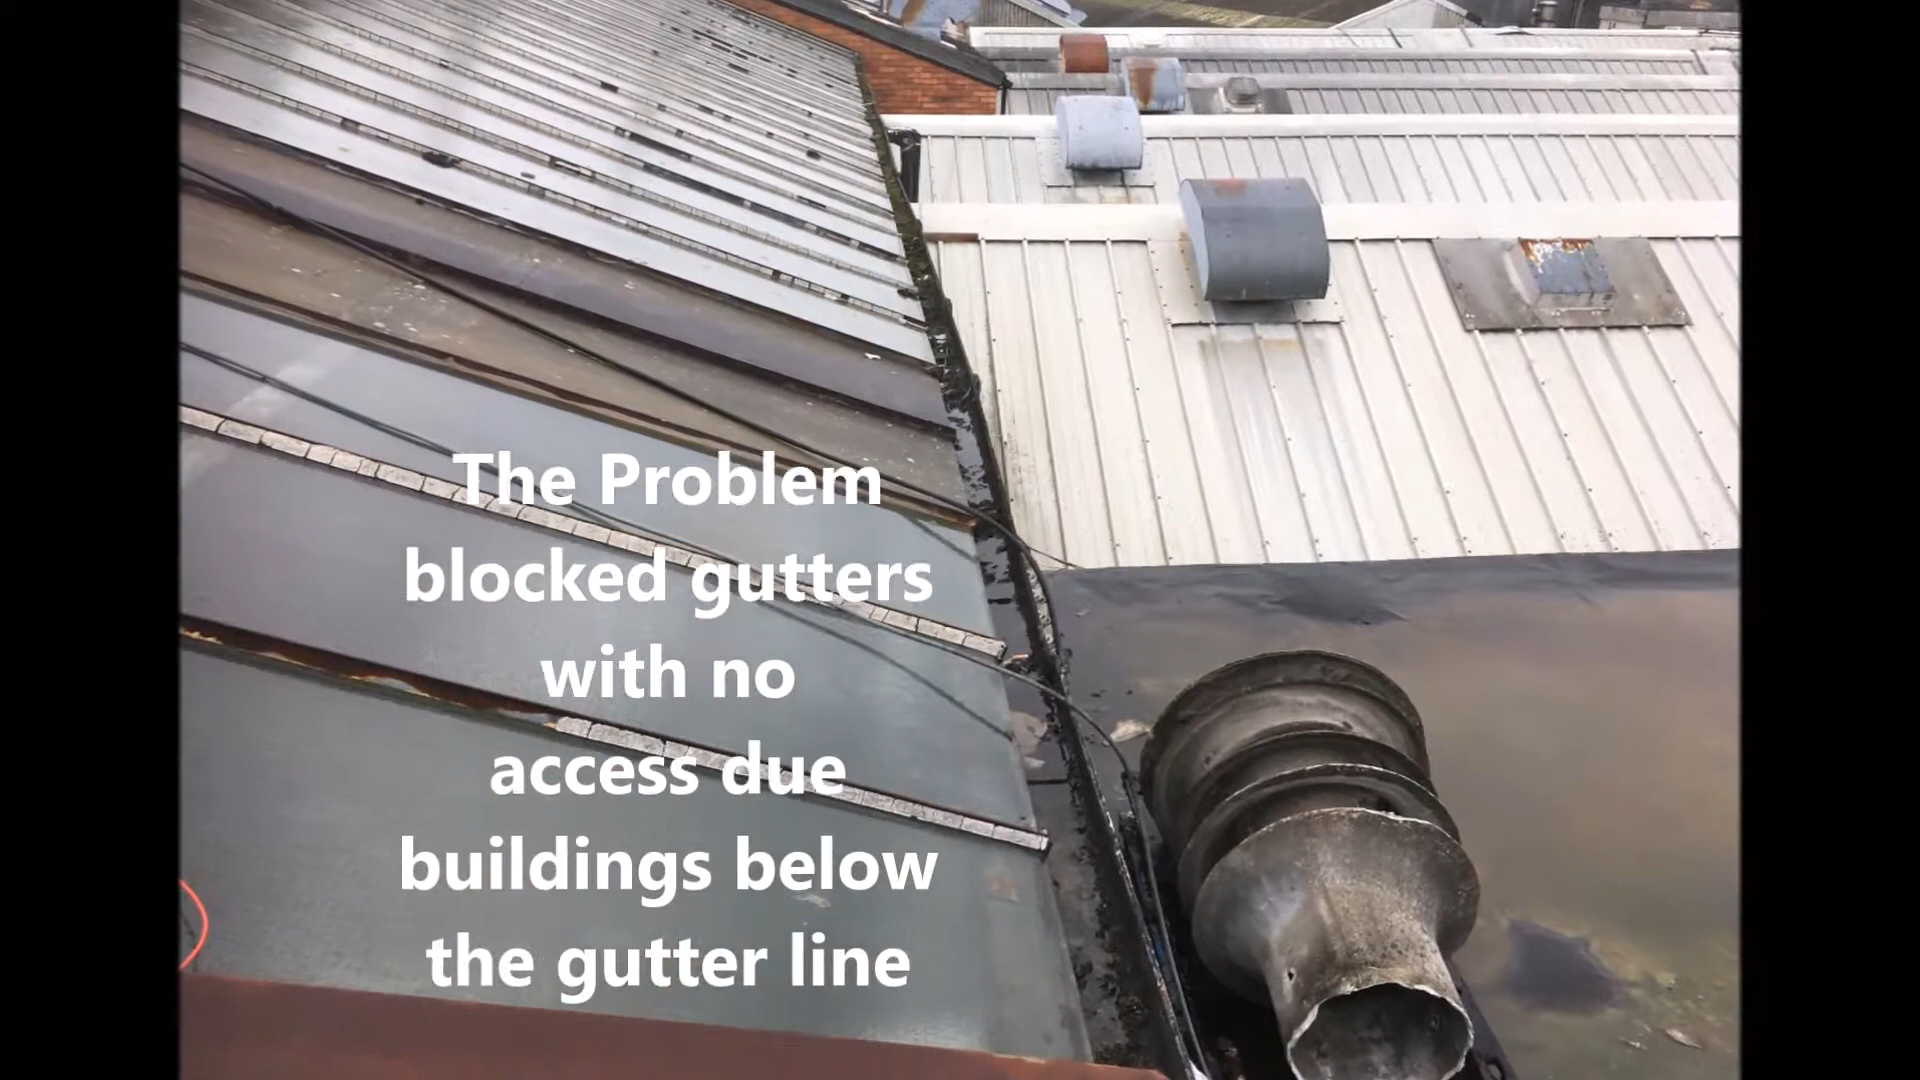 The Problem
blocked gutters
with no
access due
buildings below
the gutter line